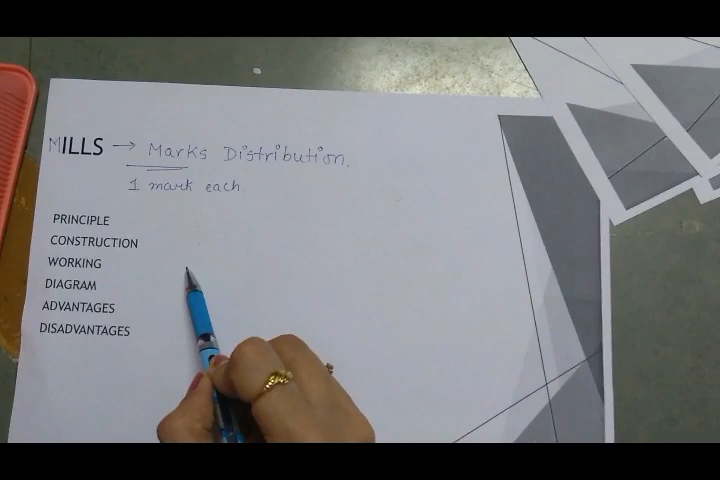 MILLS → Marks Distribution.
1 mark each.
PRINCIPLE
CONSTRUCTION
WORKING
DIAGRAM
ADVANTAGES
DISADVANTAGES